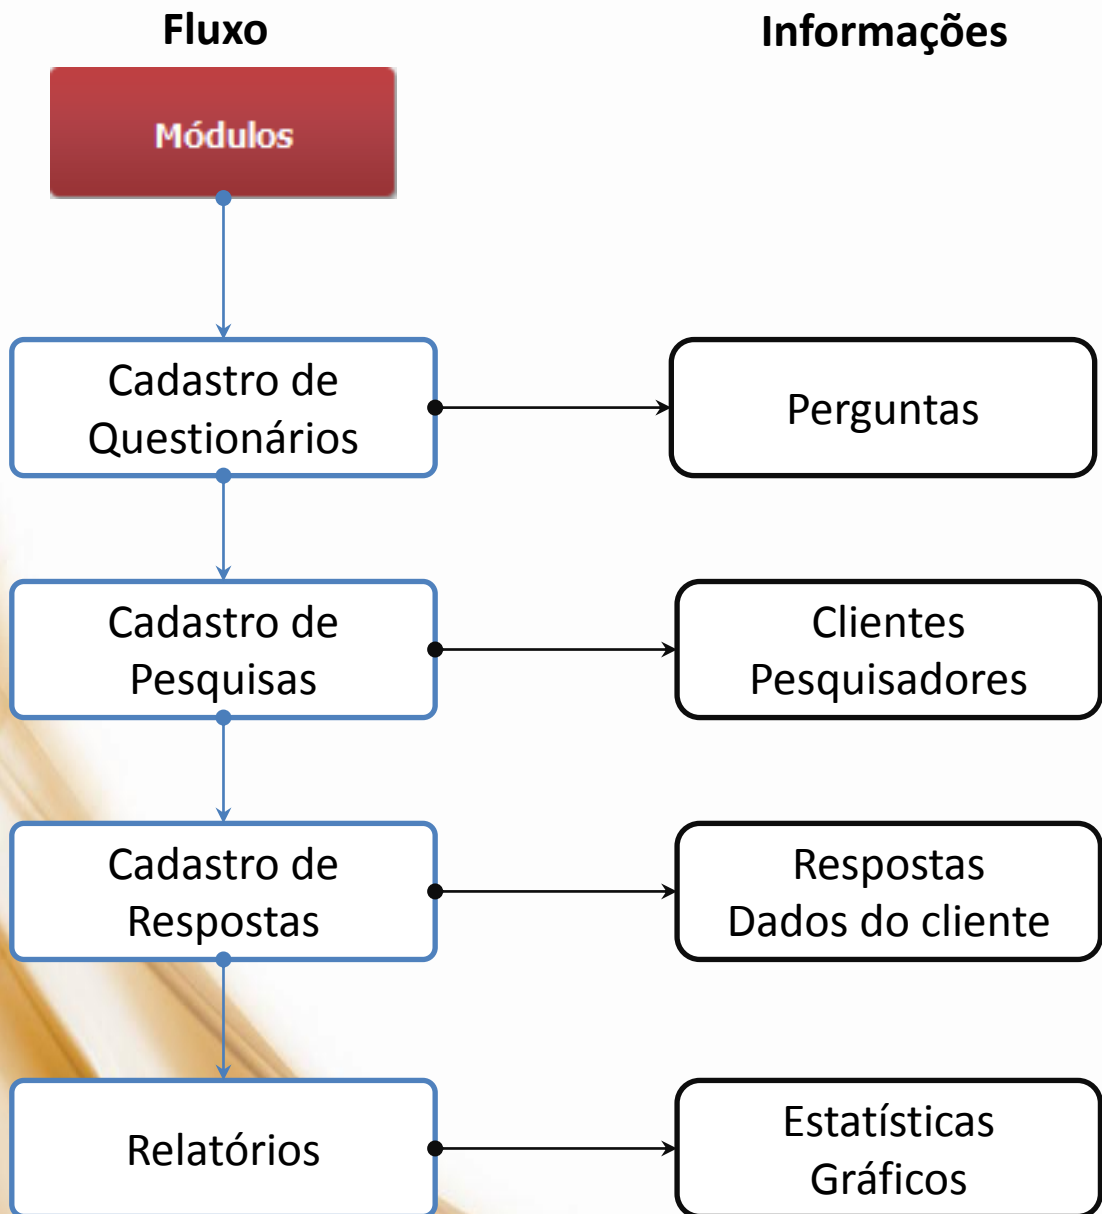 Fluxo
Informações
Módulos
Cadastro de
Questionários
Perguntas
Cadastro de
Pesquisas
Clientes
Pesquisadores
Cadastro de
Respostas
Respostas
Dados do cliente
Relatórios
Estatísticas
Gráficos